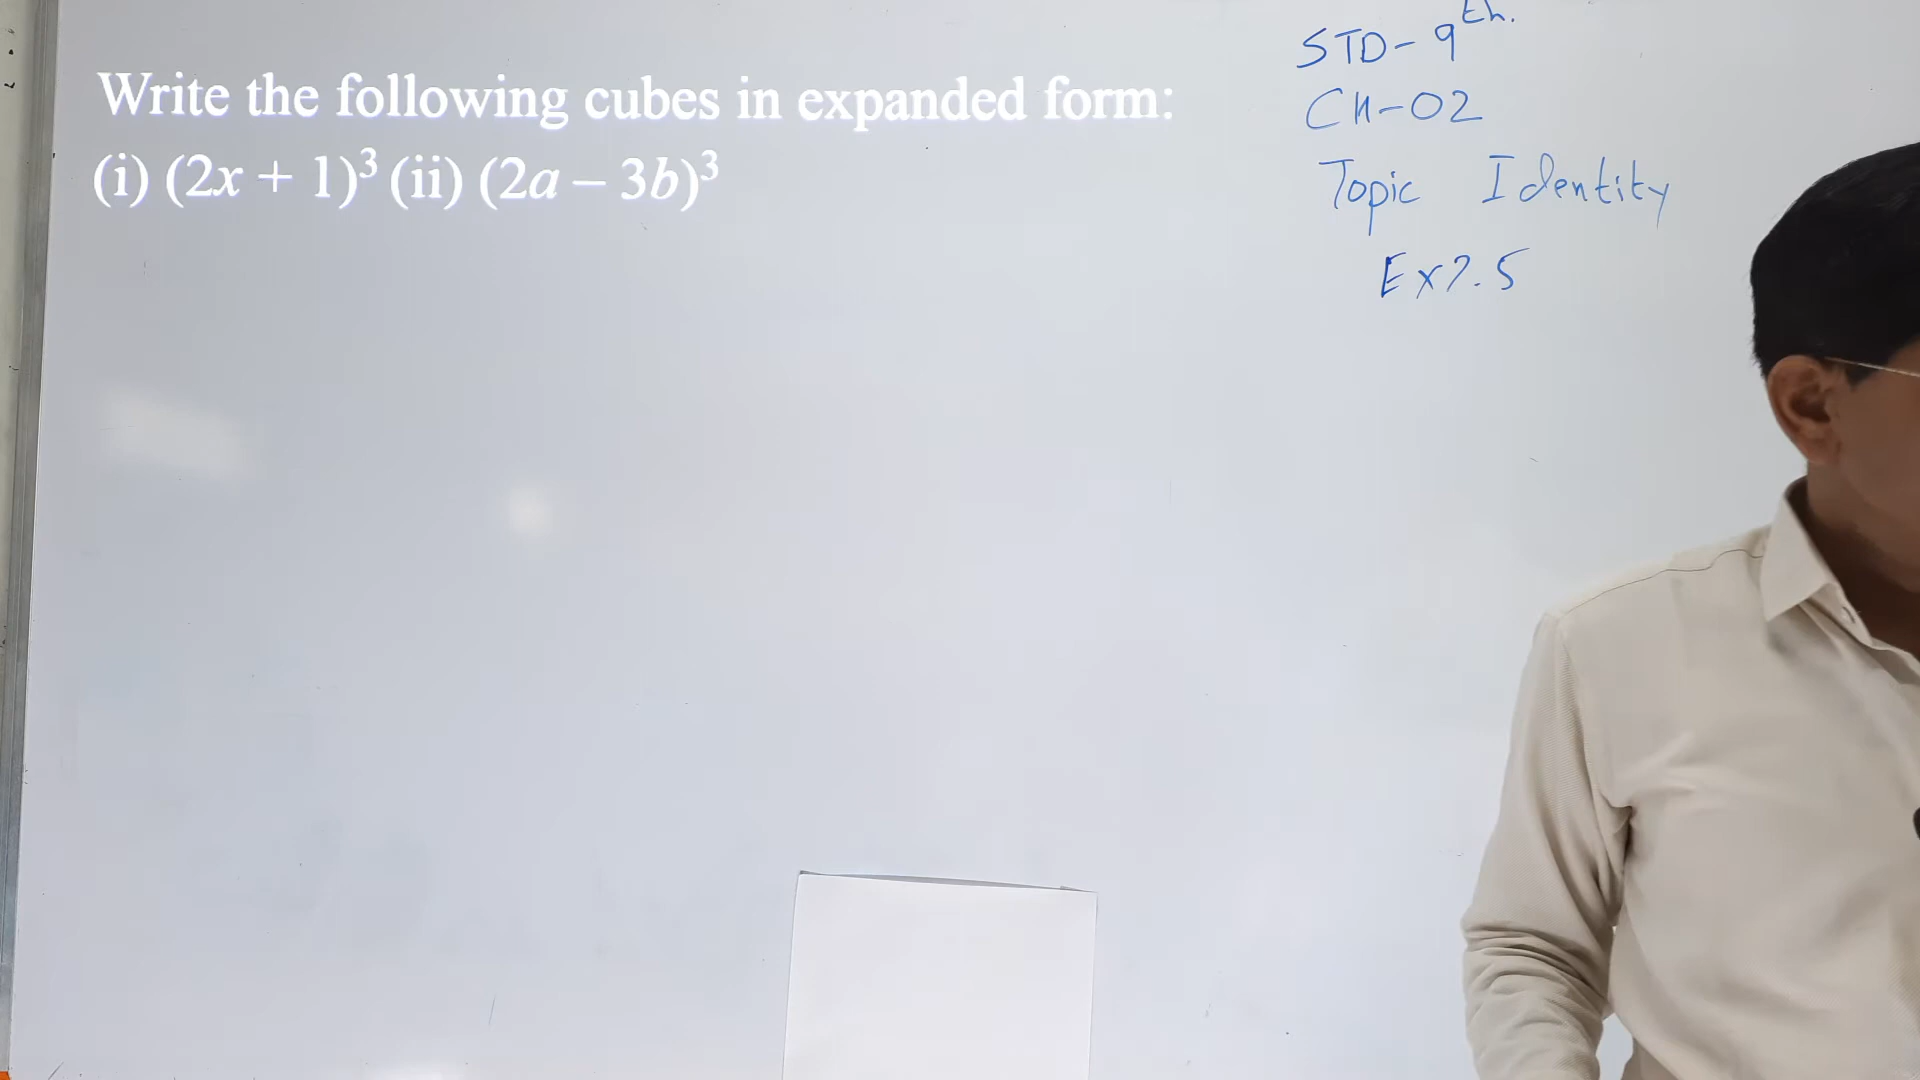 Write the following cubes in expanded form:
(i) (2x + 1)³ (ii) (2a – 3b)³
STD- 9th.
CH-02
Topic Identity
Ex2.5